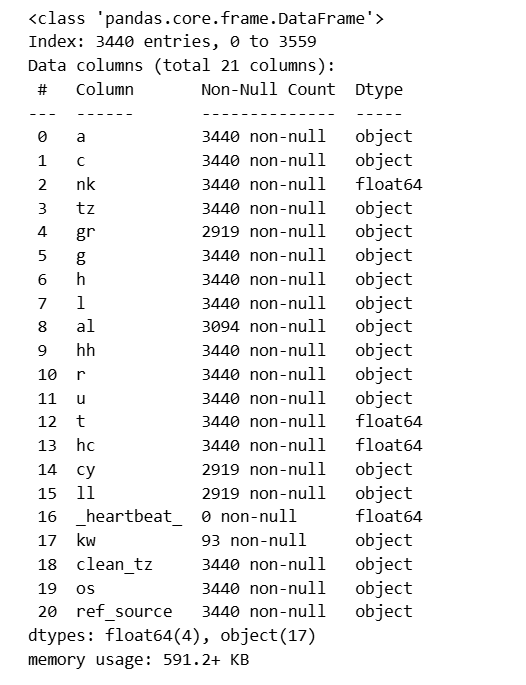 <class 'pandas.core.frame.DataFrame'>
Index: 3440 entries, 0 to 3559
Data columns (total 21 columns):
 #   Column       Non-Null Count  Dtype
---  ------       --------------  -----
 0   a            3440 non-null   object
 1   c            3440 non-null   object
 2   nk           3440 non-null   float64
 3   tz           3440 non-null   object
 4   gr           2919 non-null   object
 5   g            3440 non-null   object
 6   h            3440 non-null   object
 7   l            3440 non-null   object
 8   al           3094 non-null   object
 9   hh           3440 non-null   object
 10  r            3440 non-null   object
 11  u            3440 non-null   object
 12  t            3440 non-null   float64
 13  hc           3440 non-null   float64
 14  cy           2919 non-null   object
 15  ll           2919 non-null   object
 16  _heartbeat_  0 non-null      float64
 17  kw           93 non-null     object
 18  clean_tz     3440 non-null   object
 19  os           3440 non-null   object
 20  ref_source   3440 non-null   object
dtypes: float64(4), object(17)
memory usage: 591.2+ KB